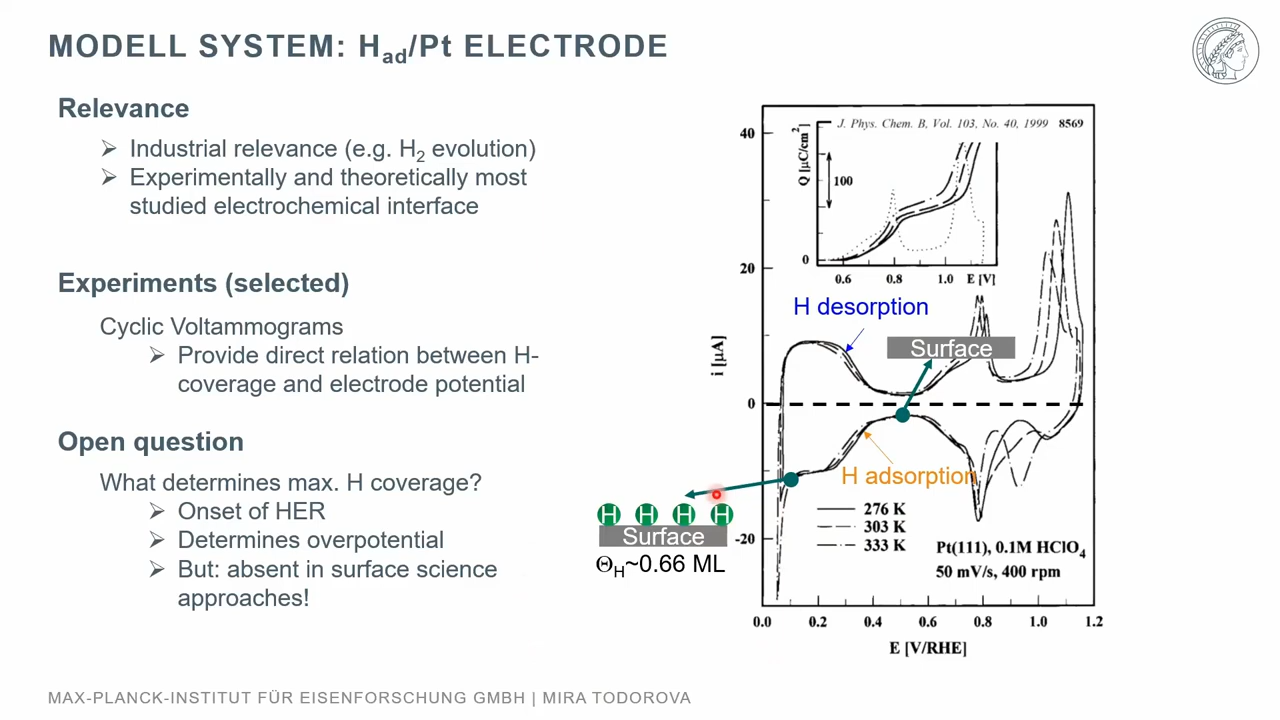 MODELL SYSTEM: Had/Pt ELECTRODE
Relevance
➢ Industrial relevance (e.g. H2 evolution)
➢ Experimentally and theoretically most
studied electrochemical interface
Experiments (selected)
Cyclic Voltammograms
➢ Provide direct relation between H-
coverage and electrode potential
Open question
What determines max. H coverage?
➢ Onset of HER
➢ Determines overpotential
➢ But: absent in surface science
approaches!
H H H H
Surface
ΘH~0.66 ML
J. Phys. Chem. B, Vol. 103, No. 40, 1999 8569
Q [μC/cm2]
100
0
0.6 0.8 1.0 E [V]
40
20
0
-20
i [μA]
H desorption
Surface
H adsorption
276 K
303 K
333 K
Pt(111), 0.1M HClO4
50 mV/s, 400 rpm
0.0 0.2 0.4 0.6 0.8 1.0 1.2
E [V/RHE]
MAX-PLANCK-INSTITUT FÜR EISENFORSCHUNG GMBH | MIRA TODOROVA